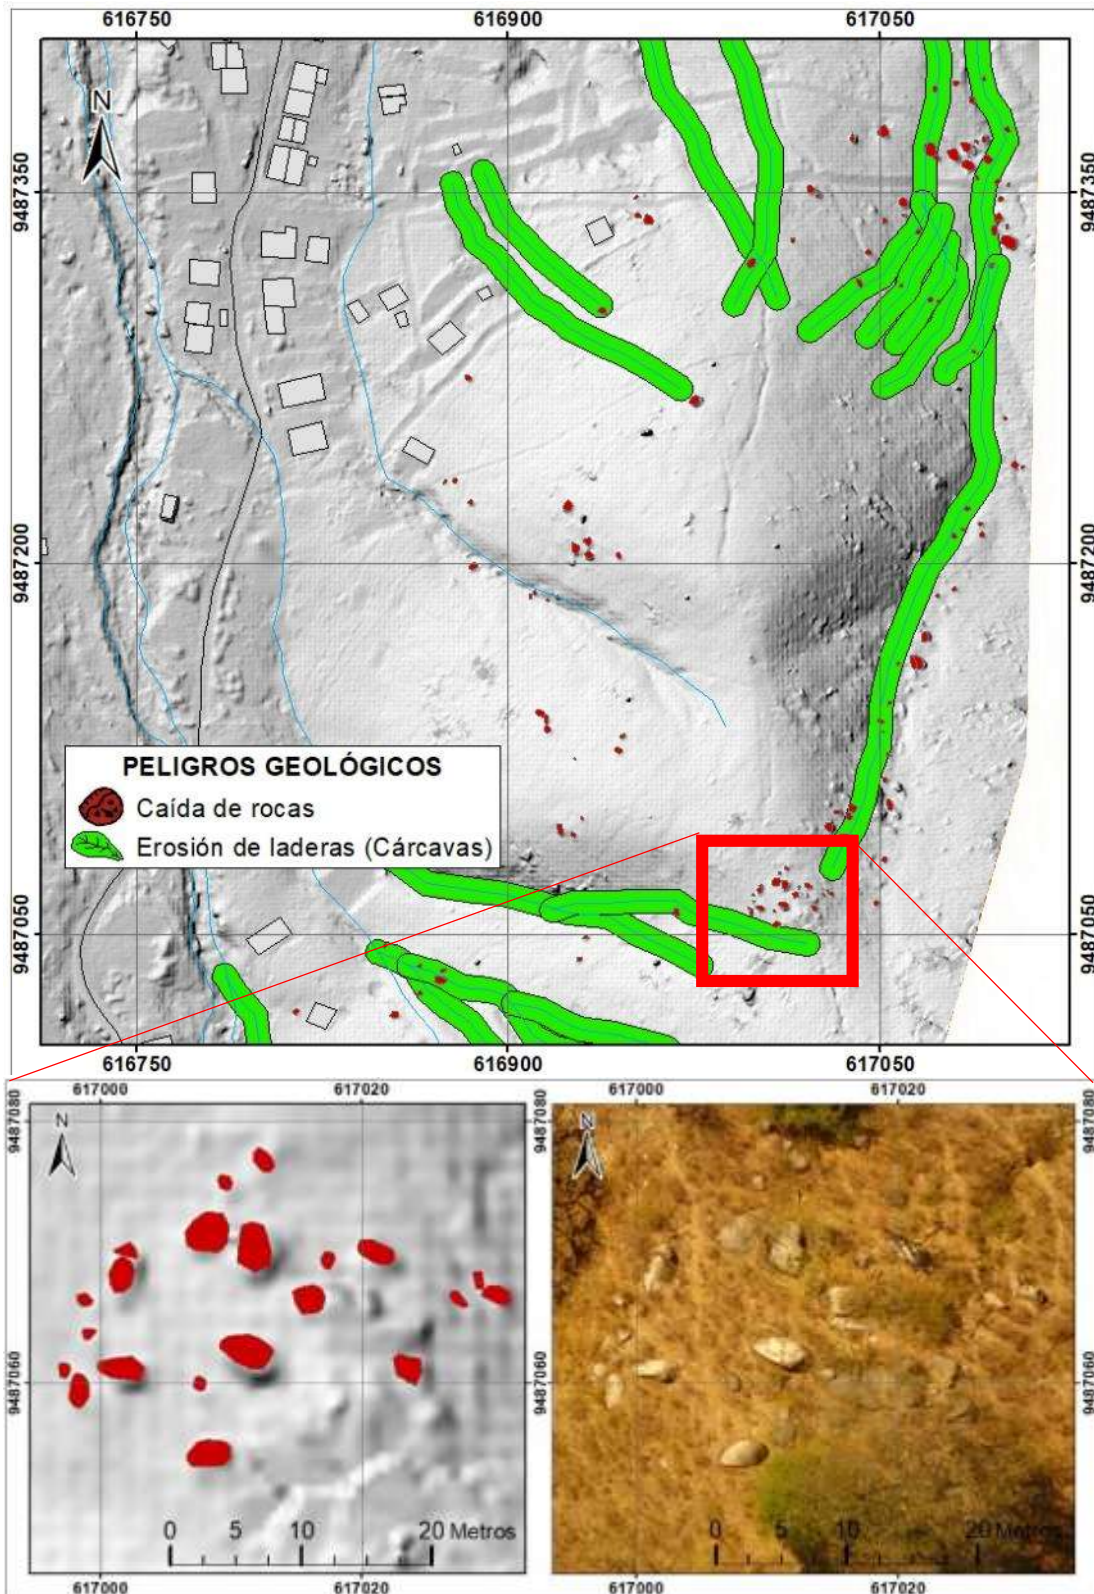 616750 616900 617050
N
9487350 9487350
9487200 9487200
PELIGROS GEOLÓGICOS
Caída de rocas
Erosión de laderas (Cárcavas)
9487050 9487050
616750 616900 617050
617000 617020 617000 617020
9487080 9487080 9487080
N N
9487060 9487060 9487060
0 5 10 20 Metros
0 5 10 20 Metros
617000 617020 617000 617020